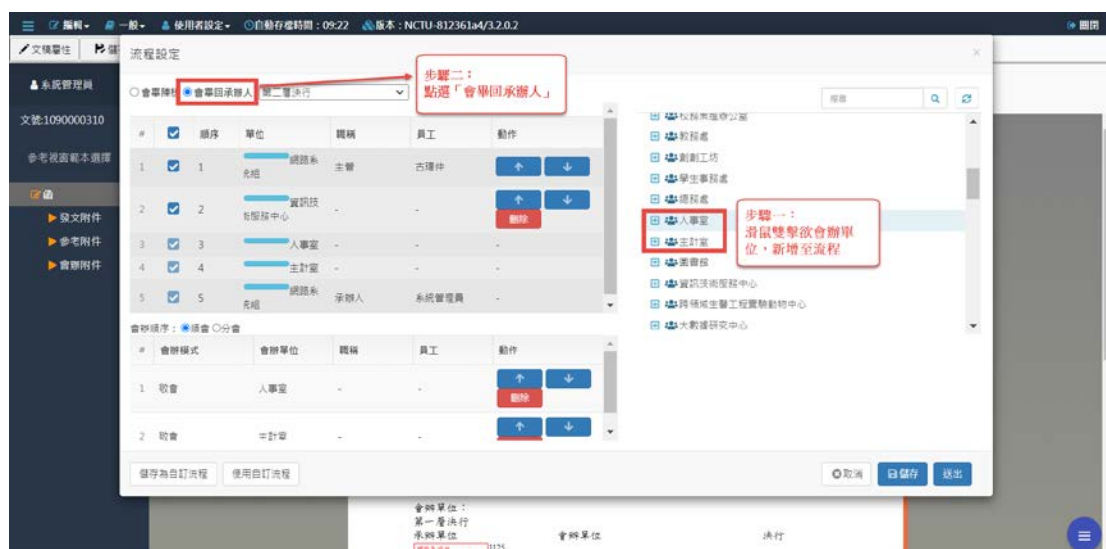 編輯 一般 使用者設定 自動存檔時間：09:22 版本：NCTU-812361a4/3.2.0.2 關閉
文稿屬性 儲
流程設定 ×
系統管理員
文號:1090000310
參考視窗範本選擇
函
發文附件
參考附件
會辦附件
會畢陳核 會畢回承辦人 第二層決行
步驟二：
點選「會畢回承辦人」
搜尋
# 順序 單位 職稱 員工 動作
1 1 網路系
主管
2 2 資訊技
術服務中心 - -
刪除
3 3 人事室 - - -
4 4 主計室 - - -
5 5 網路系
承辦人 系統管理員 -
教務處
創創工坊
學生事務處
總務處
人事室
主計室
圖書館
資訊技術服務中心
跨領域生醫工程實驗動物中心
大數據研究中心
步驟一：
滑鼠雙擊欲會辦單
位，新增至流程
會辦順序： 順會 分會
# 會辦模式 會辦單位 職稱 員工 動作
1 敬會 人事室 - -
刪除
2 敬會 主計室 - -
儲存為自訂流程 使用自訂流程 取消 儲存 送出
會辦單位：
第一層決行
承辦單位 會辦單位 決行
1125